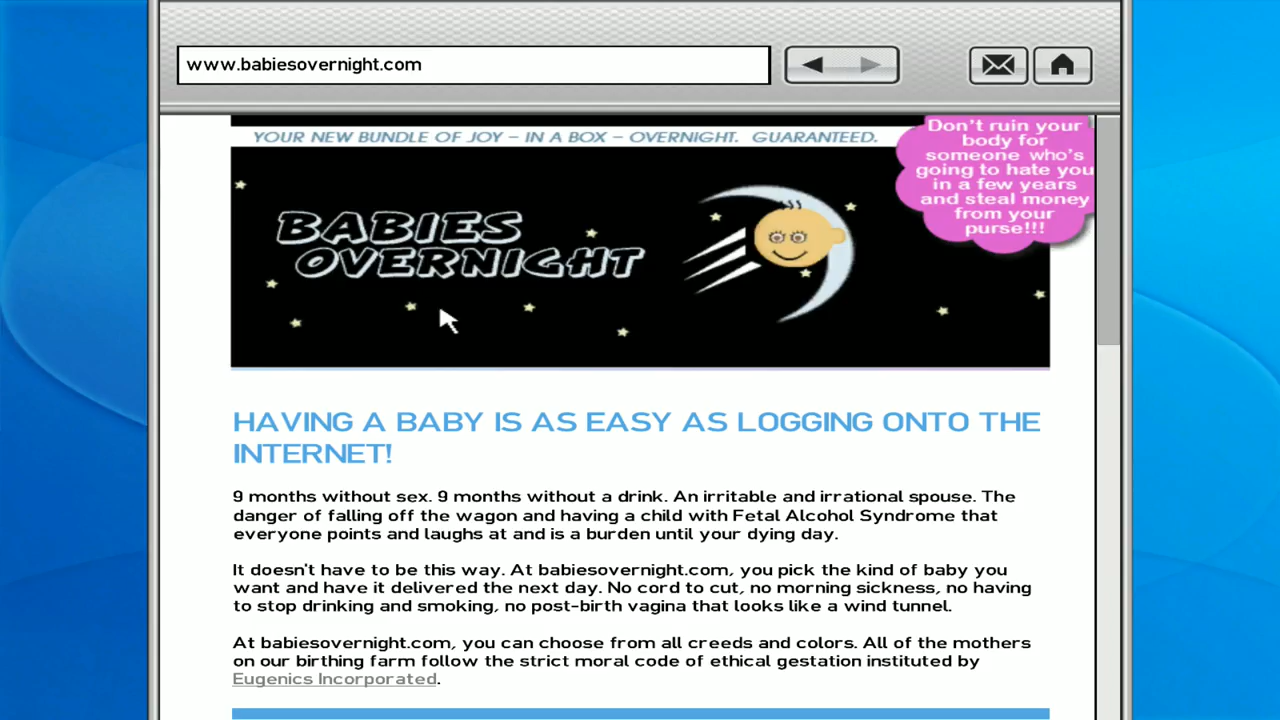 www.babiesovernight.com
YOUR NEW BUNDLE OF JOY – IN A BOX – OVERNIGHT. GUARANTEED.
Don't ruin your
body for
someone who's
going to hate you
in a few years
and steal money
from your
purse!!!
BABIES
OVERNIGHT
HAVING A BABY IS AS EASY AS LOGGING ONTO THE
INTERNET!
9 months without sex. 9 months without a drink. An irritable and irrational spouse. The
danger of falling off the wagon and having a child with Fetal Alcohol Syndrome that
everyone points and laughs at and is a burden until your dying day.
It doesn't have to be this way. At babiesovernight.com, you pick the kind of baby you
want and have it delivered the next day. No cord to cut, no morning sickness, no having
to stop drinking and smoking, no post-birth vagina that looks like a wind tunnel.
At babiesovernight.com, you can choose from all creeds and colors. All of the mothers
on our birthing farm follow the strict moral code of ethical gestation instituted by
Eugenics Incorporated.